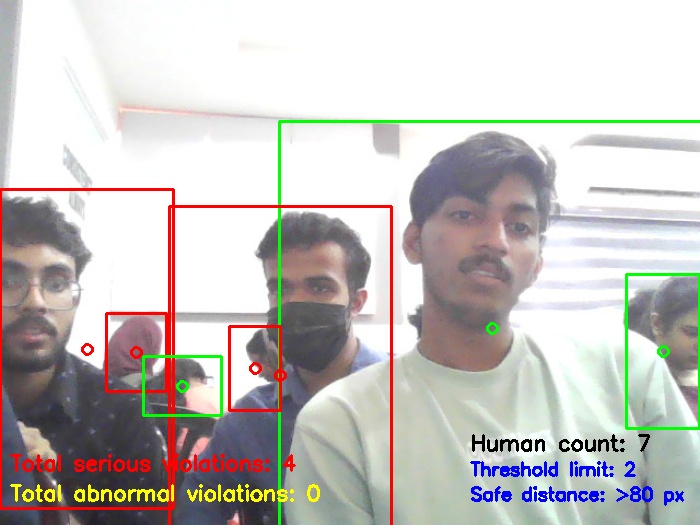 Total serious violations: 4
Total abnormal violations: 0
Human count: 7
Threshold limit: 2
Safe distance: >80 px